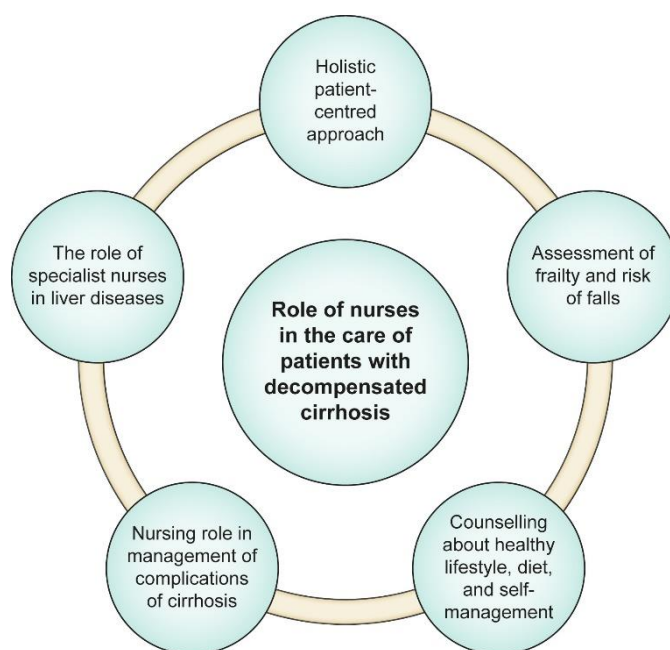 Holistic
patient-
centred
approach
Assessment of
frailty and risk
of falls
Counselling
about healthy
lifestyle, diet,
and self-
management
Nursing role in
management of
complications
of cirrhosis
The role of
specialist nurses
in liver diseases
Role of nurses
in the care of
patients with
decompensated
cirrhosis